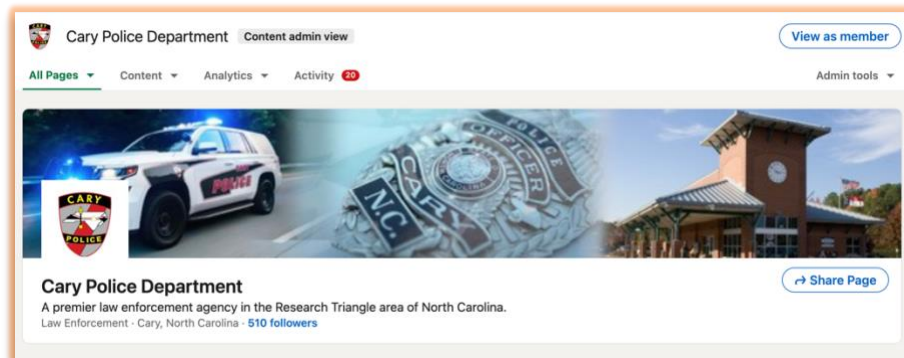 CARY
POLICE
Cary Police Department Content admin view View as member
All Pages Content Analytics Activity 20 Admin tools
POLICE
POLICE OFFICER
CARY
N.C.
CARY
POLICE
Cary Police Department
Share Page
A premier law enforcement agency in the Research Triangle area of North Carolina.
Law Enforcement · Cary, North Carolina · 510 followers